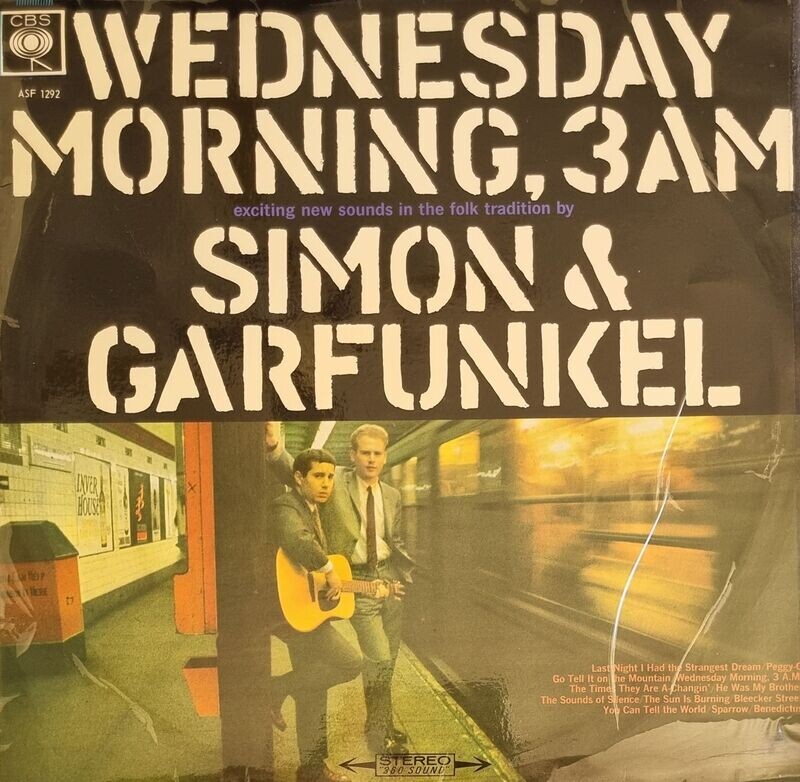 CBS
ASF 1292
WEDNESDAY
MORNING, 3AM
exciting new sounds in the folk tradition by
SIMON &
GARFUNKEL
INVER
HOUSE
Last Night I Had the Strangest Dream/Peggy-O
Go Tell It on the Mountain/Wednesday Morning, 3 A.M.
The Times They Are A-Changin'/He Was My Brother
The Sounds of Silence/The Sun Is Burning/Bleecker Street
You Can Tell the World/Sparrow/Benedictus
STEREO
"360 SOUND"